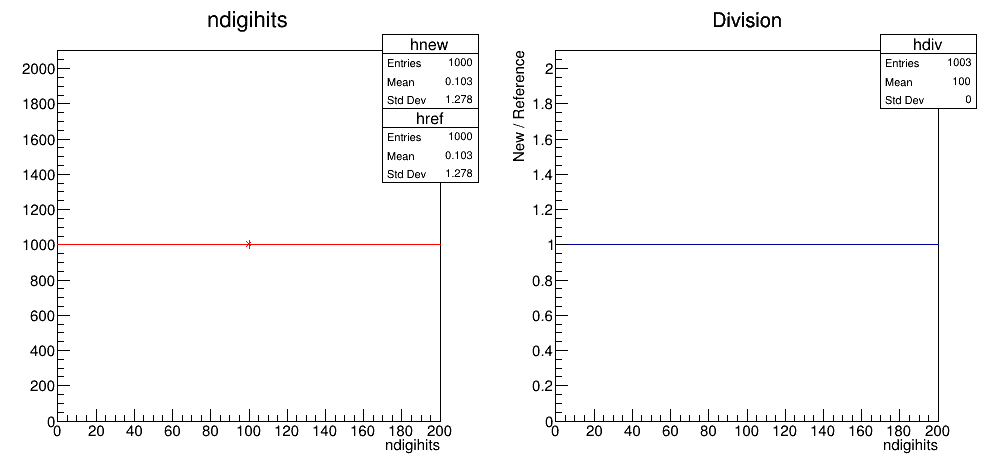 ndigihits
hnew
Entries 1000
Mean 0.103
Std Dev 1.278
href
Entries 1000
Mean 0.103
Std Dev 1.278
2000
1800
1600
1400
1200
1000
800
600
400
200
0
0 20 40 60 80 100 120 140 160 180 200
ndigihits
Division
hdiv
Entries 1003
Mean 100
Std Dev 0
New / Reference
2
1.8
1.6
1.4
1.2
1
0.8
0.6
0.4
0.2
0
0 20 40 60 80 100 120 140 160 180 200
ndigihits